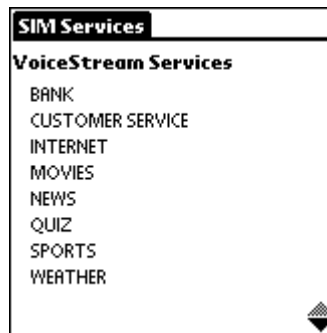 SIM Services
VoiceStream Services
BANK
CUSTOMER SERVICE
INTERNET
MOVIES
NEWS
QUIZ
SPORTS
WEATHER